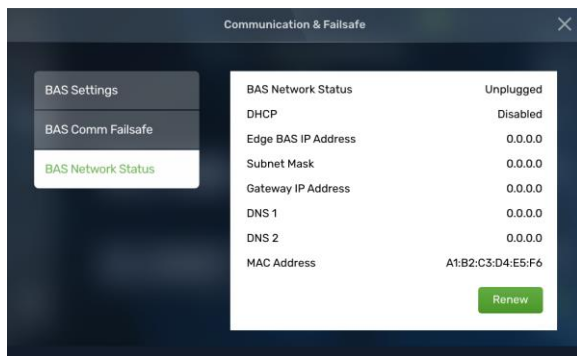 Communication & Failsafe
BAS Settings
BAS Comm Failsafe
BAS Network Status
BAS Network Status Unplugged
DHCP Disabled
Edge BAS IP Address 0.0.0.0
Subnet Mask 0.0.0.0
Gateway IP Address 0.0.0.0
DNS 1 0.0.0.0
DNS 2 0.0.0.0
MAC Address A1:B2:C3:D4:E5:F6
Renew